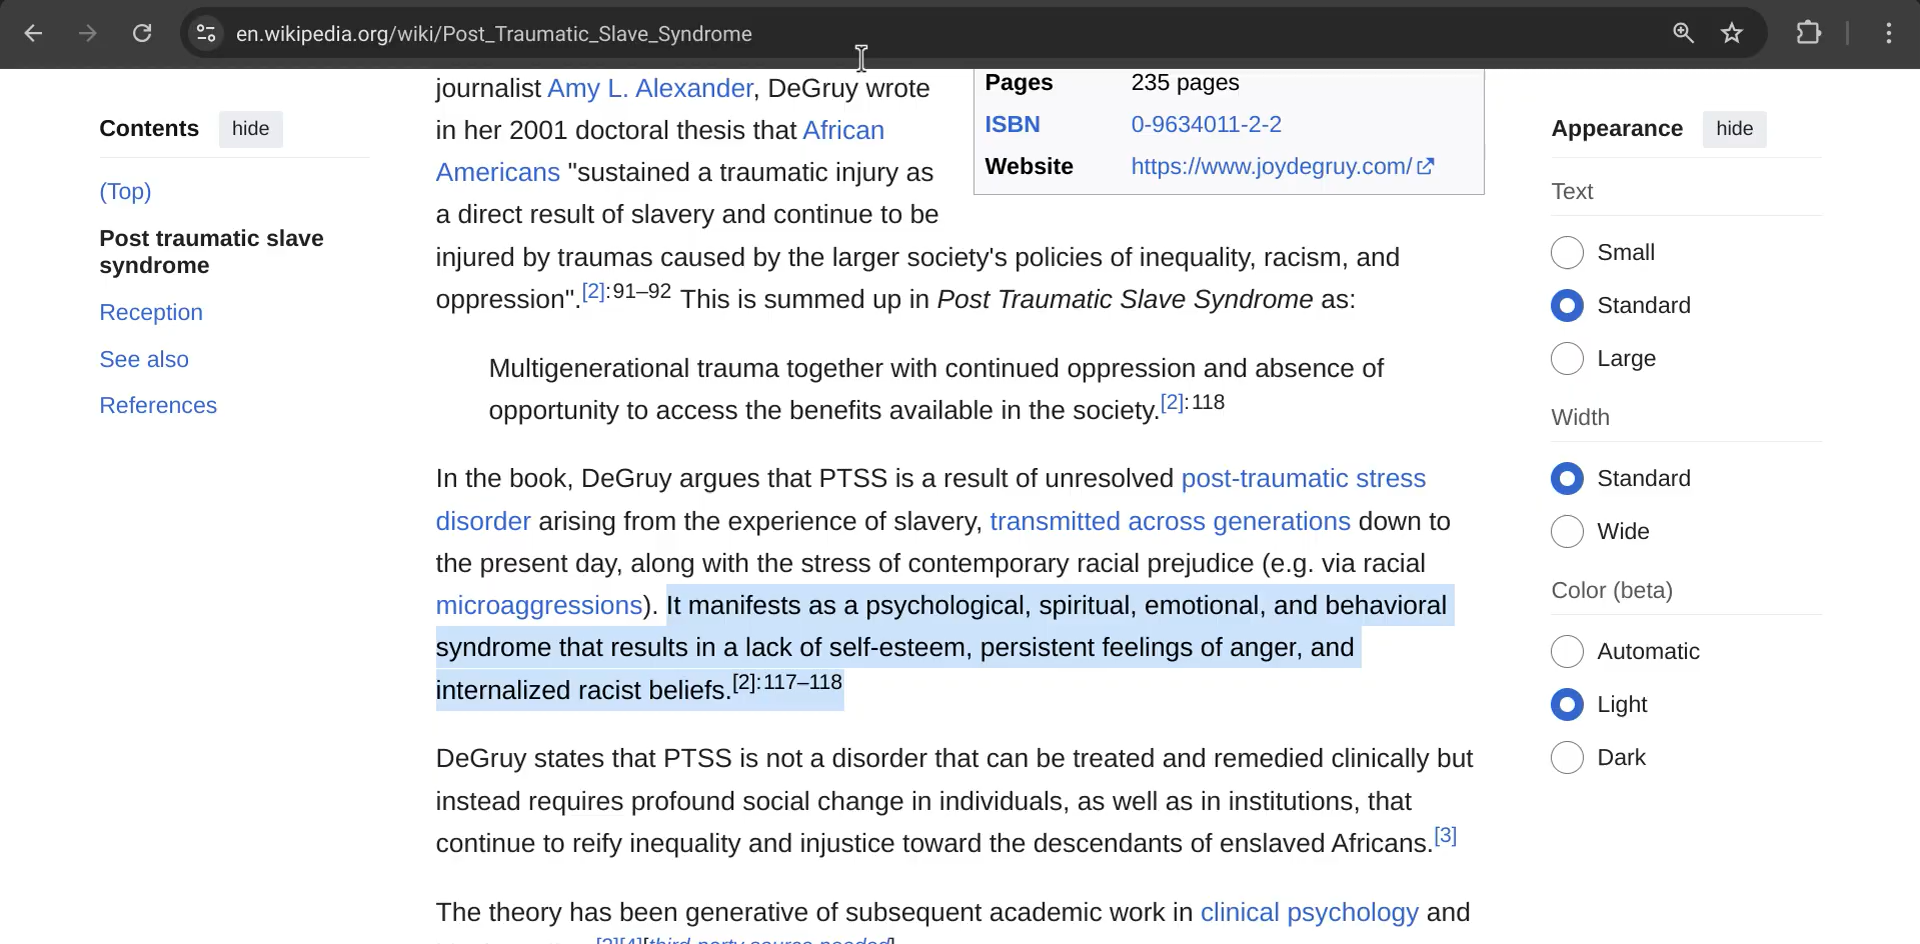 en.wikipedia.org/wiki/Post_Traumatic_Slave_Syndrome
Contents hide
(Top)
Post traumatic slave
syndrome
Reception
See also
References
journalist Amy L. Alexander, DeGruy wrote
in her 2001 doctoral thesis that African
Americans "sustained a traumatic injury as
a direct result of slavery and continue to be
injured by traumas caused by the larger society's policies of inequality, racism, and
oppression".[2]:91–92 This is summed up in Post Traumatic Slave Syndrome as:
Multigenerational trauma together with continued oppression and absence of
opportunity to access the benefits available in the society.[2]:118
In the book, DeGruy argues that PTSS is a result of unresolved post-traumatic stress
disorder arising from the experience of slavery, transmitted across generations down to
the present day, along with the stress of contemporary racial prejudice (e.g. via racial
microaggressions). It manifests as a psychological, spiritual, emotional, and behavioral
syndrome that results in a lack of self-esteem, persistent feelings of anger, and
internalized racist beliefs.[2]:117–118
DeGruy states that PTSS is not a disorder that can be treated and remedied clinically but
instead requires profound social change in individuals, as well as in institutions, that
continue to reify inequality and injustice toward the descendants of enslaved Africans.[3]
The theory has been generative of subsequent academic work in clinical psychology and
[2][4][third-party source needed]
Pages 235 pages
ISBN 0-9634011-2-2
Website https://www.joydegruy.com/
Appearance hide
Text
Small
Standard
Large
Width
Standard
Wide
Color (beta)
Automatic
Light
Dark